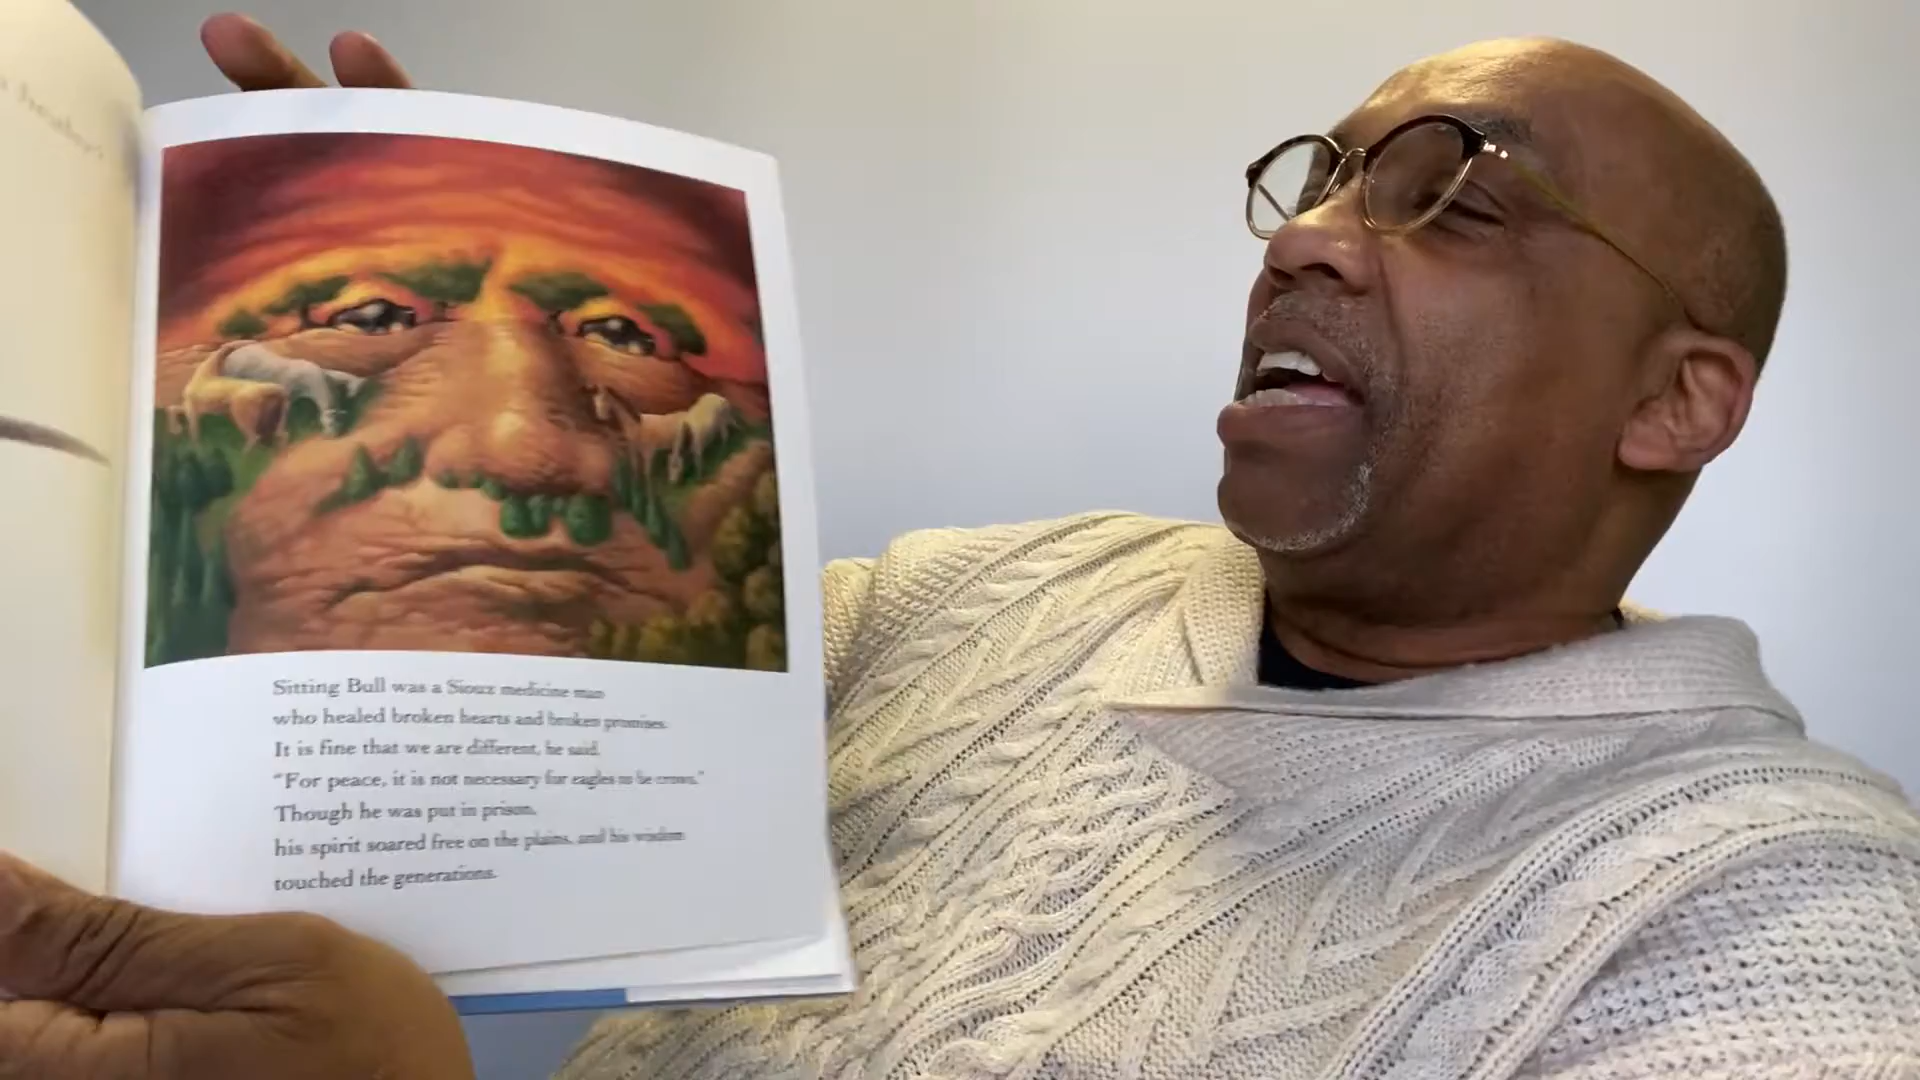 healer?
Sitting Bull was a Sioux medicine man
who healed broken hearts and broken promises.
It is fine that we are different, he said.
"For peace, it is not necessary for eagles to be crows."
Though he was put in prison,
his spirit soared free on the plains, and his wisdom
touched the generations.